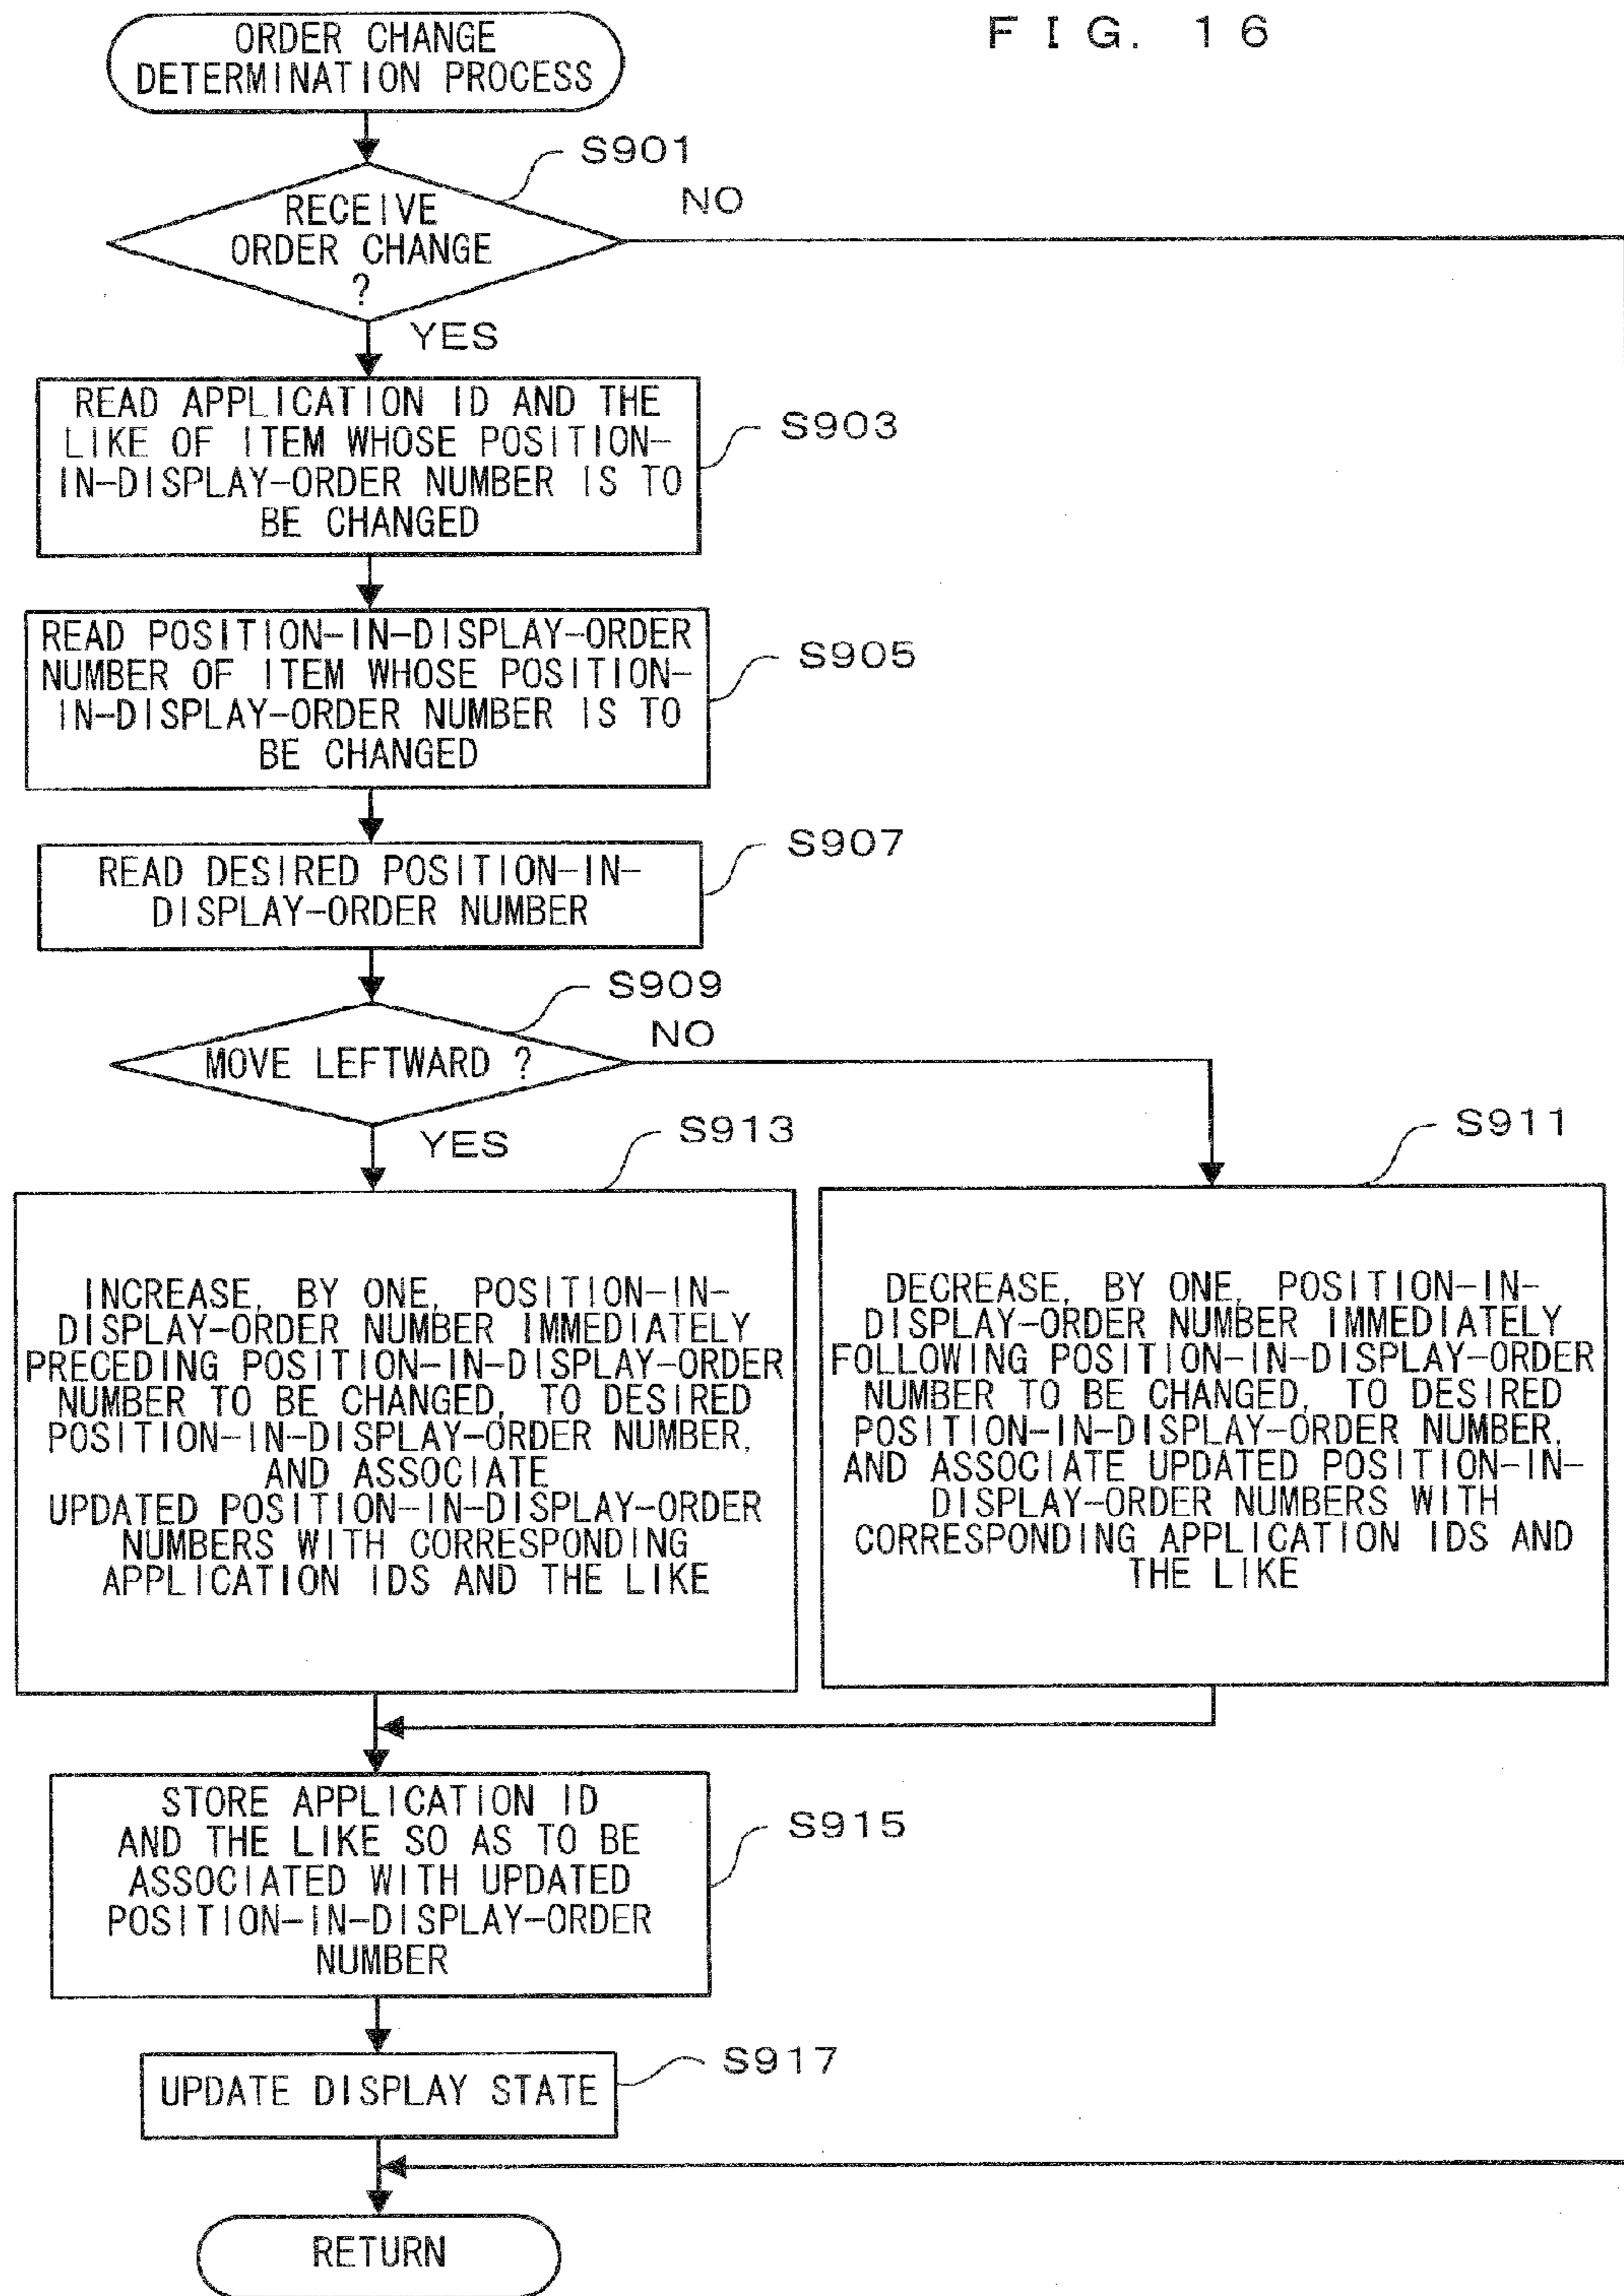 FIG. 16
ORDER CHANGE
DETERMINATION PROCESS
S901
RECEIVE
ORDER CHANGE
?
NO
YES
READ APPLICATION ID AND THE
LIKE OF ITEM WHOSE POSITION-
IN-DISPLAY-ORDER NUMBER IS TO
BE CHANGED
S903
READ POSITION-IN-DISPLAY-ORDER
NUMBER OF ITEM WHOSE POSITION-
IN-DISPLAY-ORDER NUMBER IS TO
BE CHANGED
S905
READ DESIRED POSITION-IN-
DISPLAY-ORDER NUMBER
S907
S909
MOVE LEFTWARD ?
NO
YES
S913
INCREASE, BY ONE, POSITION-IN-
DISPLAY-ORDER NUMBER IMMEDIATELY
PRECEDING POSITION-IN-DISPLAY-ORDER
NUMBER TO BE CHANGED, TO DESIRED
POSITION-IN-DISPLAY-ORDER NUMBER,
AND ASSOCIATE
UPDATED POSITION-IN-DISPLAY-ORDER
NUMBERS WITH CORRESPONDING
APPLICATION IDS AND THE LIKE
S911
DECREASE, BY ONE, POSITION-IN-
DISPLAY-ORDER NUMBER IMMEDIATELY
FOLLOWING POSITION-IN-DISPLAY-ORDER
NUMBER TO BE CHANGED, TO DESIRED
POSITION-IN-DISPLAY-ORDER NUMBER,
AND ASSOCIATE UPDATED POSITION-IN-
DISPLAY-ORDER NUMBERS WITH
CORRESPONDING APPLICATION IDS AND
THE LIKE
STORE APPLICATION ID
AND THE LIKE SO AS TO BE
ASSOCIATED WITH UPDATED
POSITION-IN-DISPLAY-ORDER
NUMBER
S915
UPDATE DISPLAY STATE
S917
RETURN